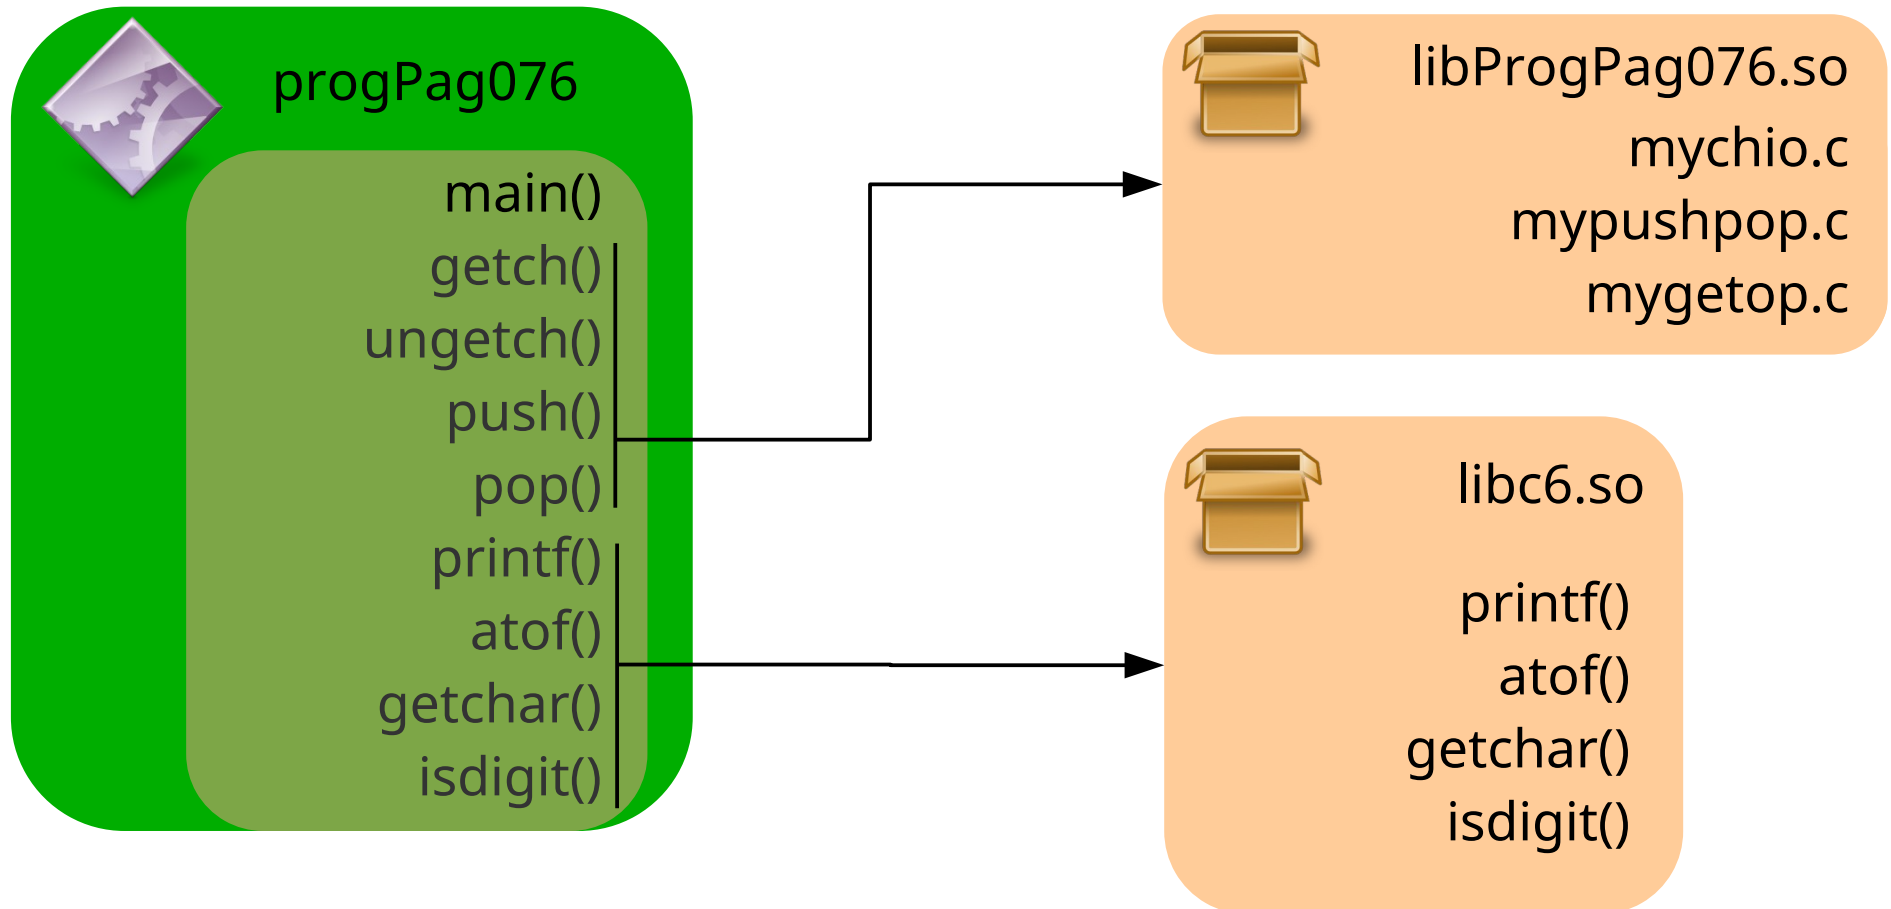 progPag076
main()
getch()
ungetch()
push()
pop()
printf()
atof()
getchar()
isdigit()
libProgPag076.so
mychio.c
mypushpop.c
mygetop.c
libc6.so
printf()
atof()
getchar()
isdigit()